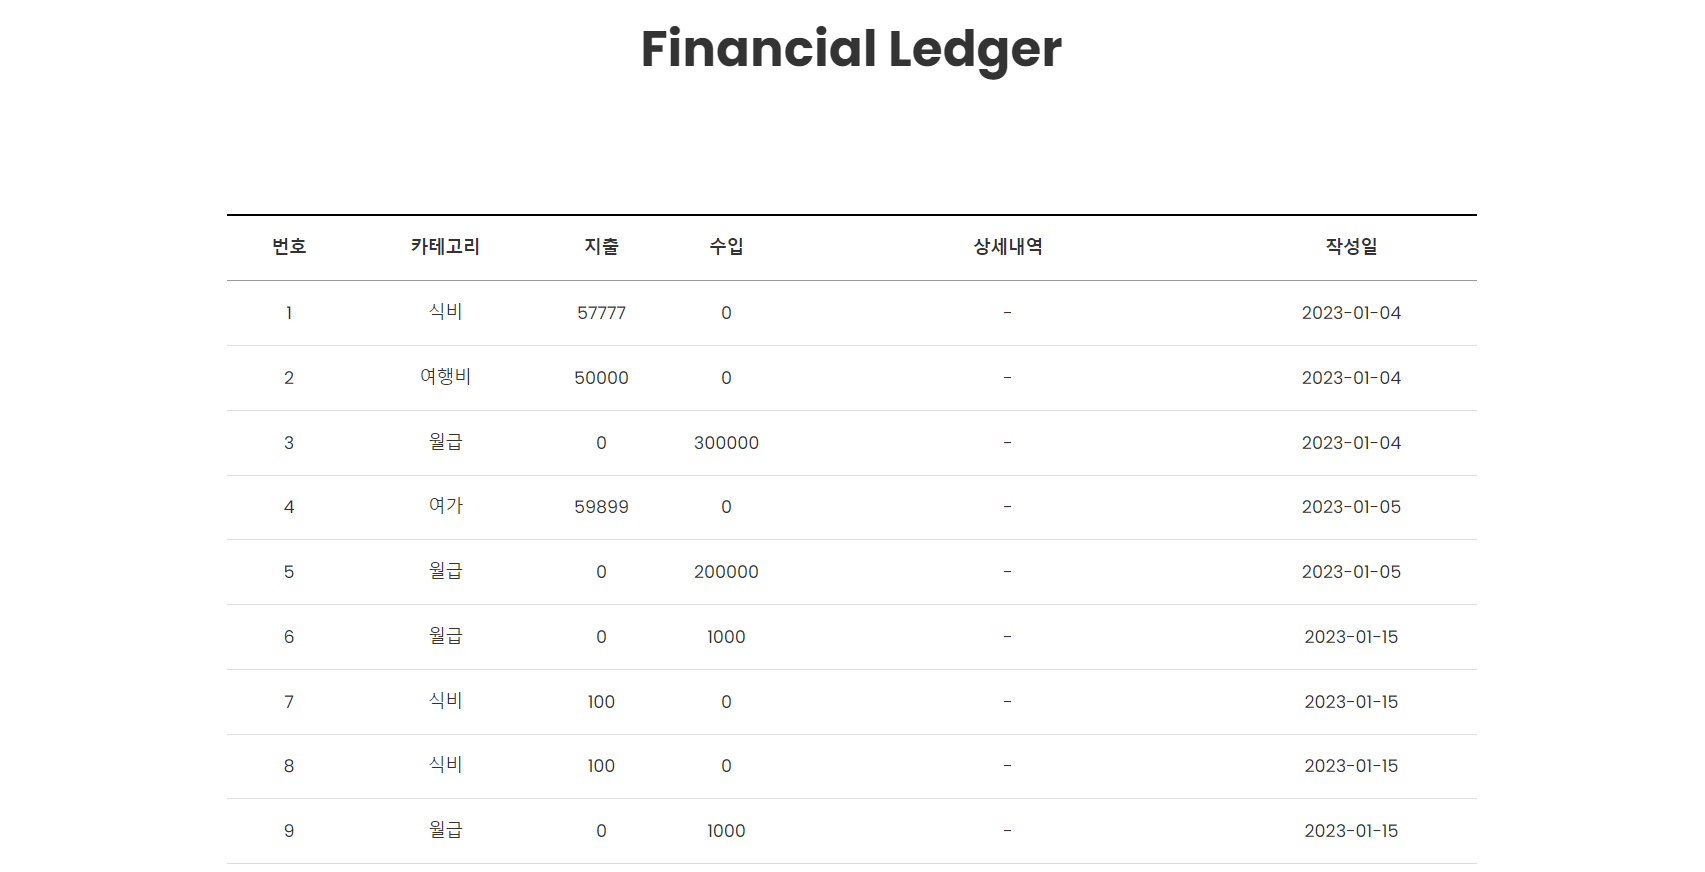 Financial Ledger
번호 카테고리 지출 수입 상세내역 작성일
1 식비 57777 0 - 2023-01-04
2 여행비 50000 0 - 2023-01-04
3 월급 0 300000 - 2023-01-04
4 여가 59899 0 - 2023-01-05
5 월급 0 200000 - 2023-01-05
6 월급 0 1000 - 2023-01-15
7 식비 100 0 - 2023-01-15
8 식비 100 0 - 2023-01-15
9 월급 0 1000 - 2023-01-15